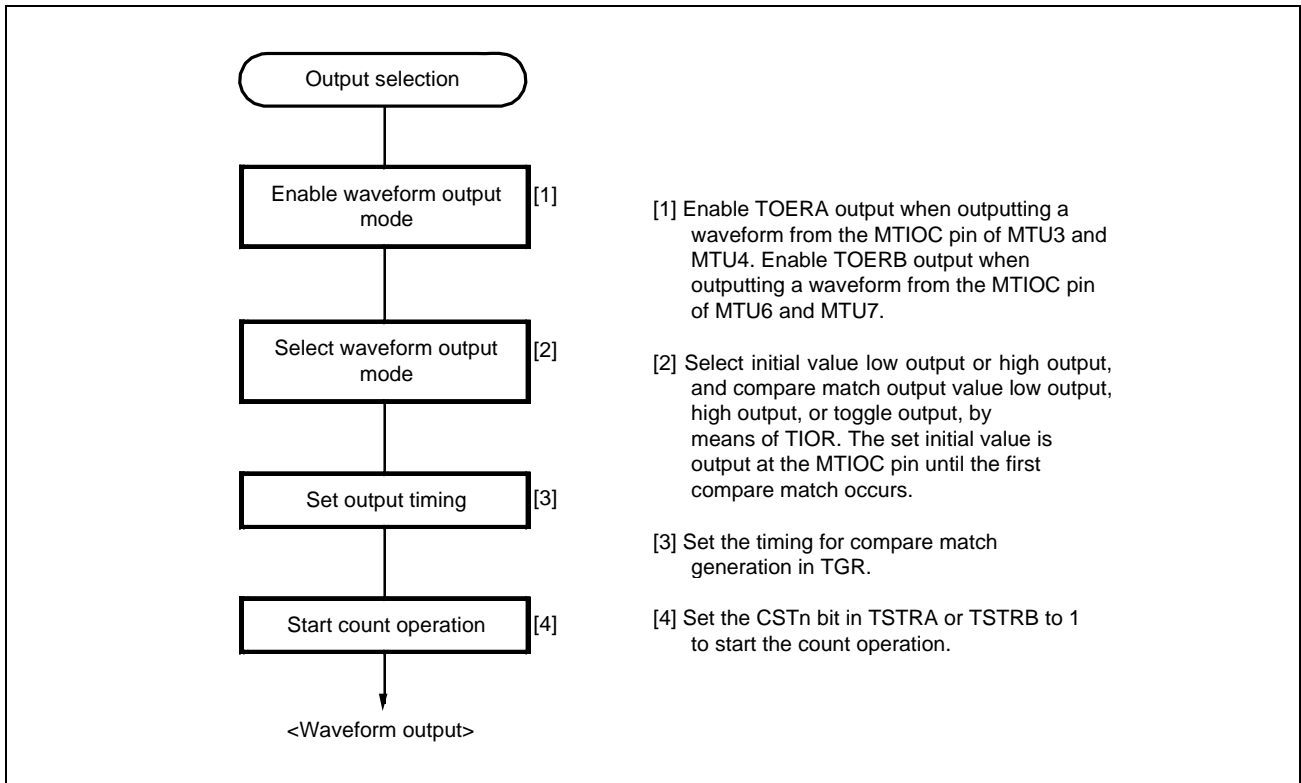 Output selection
Enable waveform output
mode
[1]
Select waveform output
mode
[2]
Set output timing
[3]
Start count operation
[4]
<Waveform output>
[1] Enable TOERA output when outputting a
waveform from the MTIOC pin of MTU3 and
MTU4. Enable TOERB output when
outputting a waveform from the MTIOC pin
of MTU6 and MTU7.
[2] Select initial value low output or high output,
and compare match output value low output,
high output, or toggle output, by
means of TIOR. The set initial value is
output at the MTIOC pin until the first
compare match occurs.
[3] Set the timing for compare match
generation in TGR.
[4] Set the CSTn bit in TSTRA or TSTRB to 1
to start the count operation.